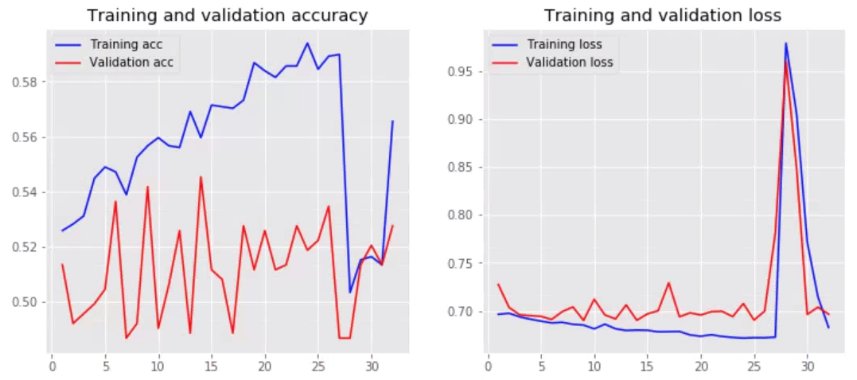 Training and validation accuracy
Training acc
Validation acc
0.58
0.56
0.54
0.52
0.50
0 5 10 15 20 25 30
Training and validation loss
Training loss
Validation loss
0.95
0.90
0.85
0.80
0.75
0.70
0 5 10 15 20 25 30